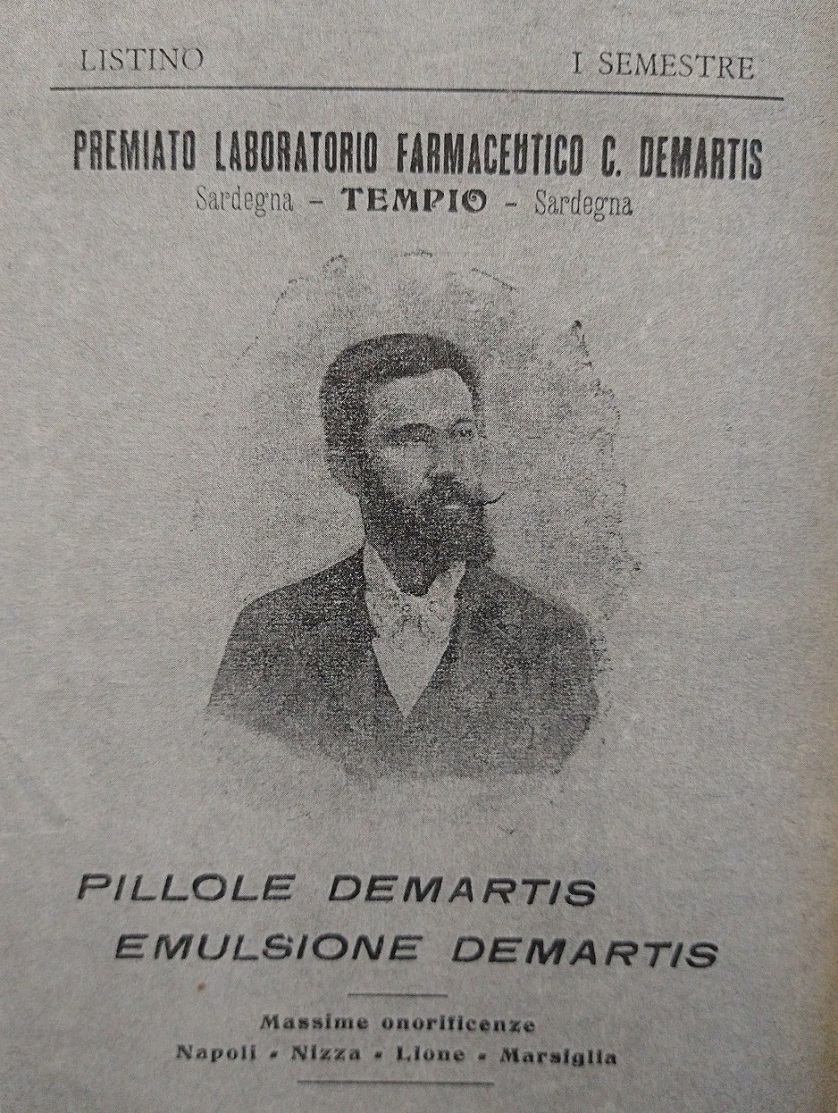 LISTINO I SEMESTRE
PREMIATO LABORATORIO FARMACEUTICO C. DEMARTIS
Sardegna - TEMPIO - Sardegna
PILLOLE DEMARTIS
EMULSIONE DEMARTIS
Massime onorificenze
Napoli - Nizza - Lione - Marsiglia